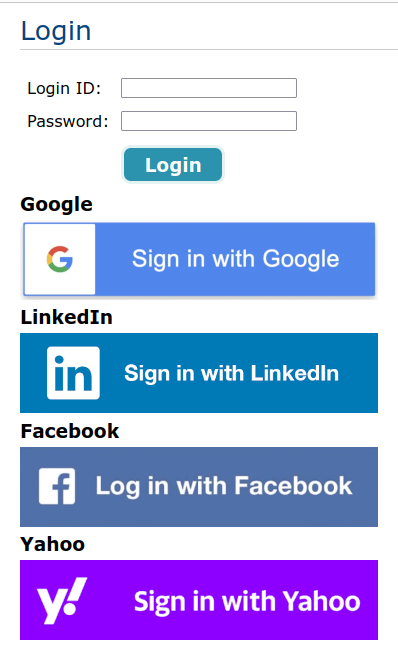 Login
Login ID:
Password:
Login
Google
G Sign in with Google
LinkedIn
in Sign in with LinkedIn
Facebook
f Log in with Facebook
Yahoo
y! Sign in with Yahoo